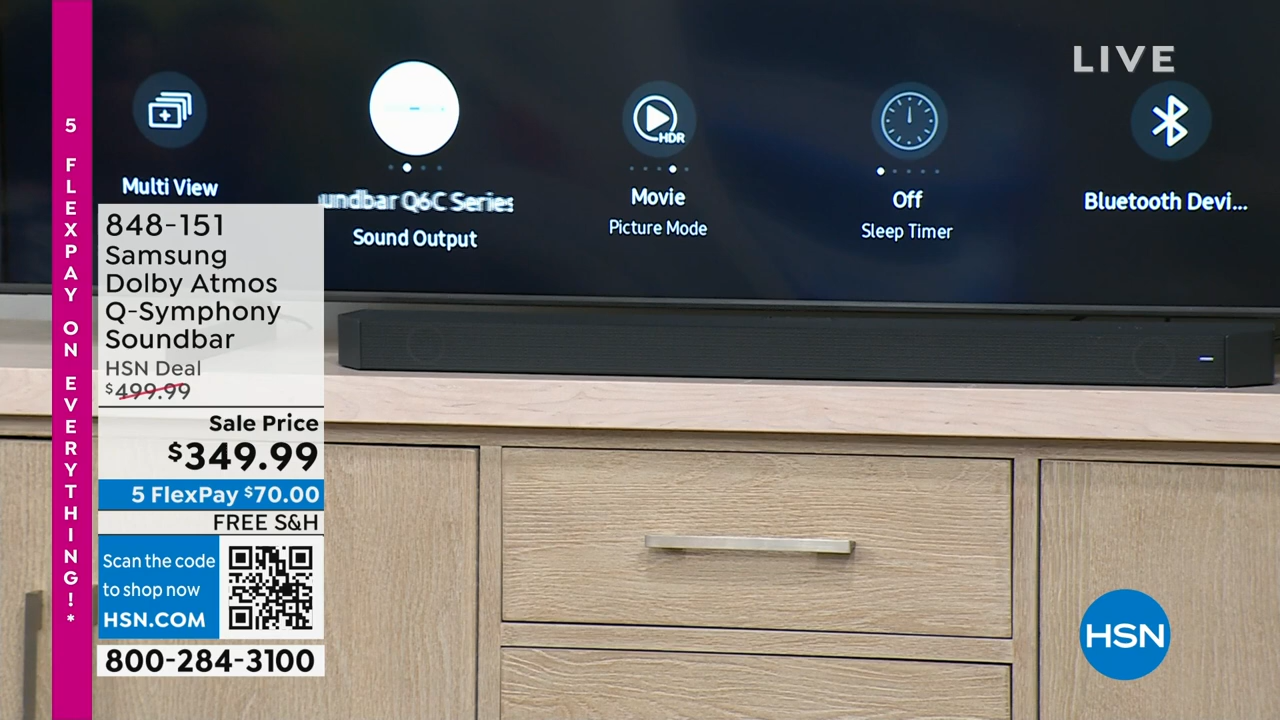 5 FLEXPAY ON EVERYTHING!*
LIVE
HDR
Multi View
Q6C Series
Sound Output
Movie
Picture Mode
Off
Sleep Timer
Bluetooth Devi...
848-151
Samsung
Dolby Atmos
Q-Symphony
Soundbar
HSN Deal
$499.99
Sale Price
$349.99
5 FlexPay $70.00
FREE S&H
Scan the code
to shop now
HSN.COM
800-284-3100
HSN